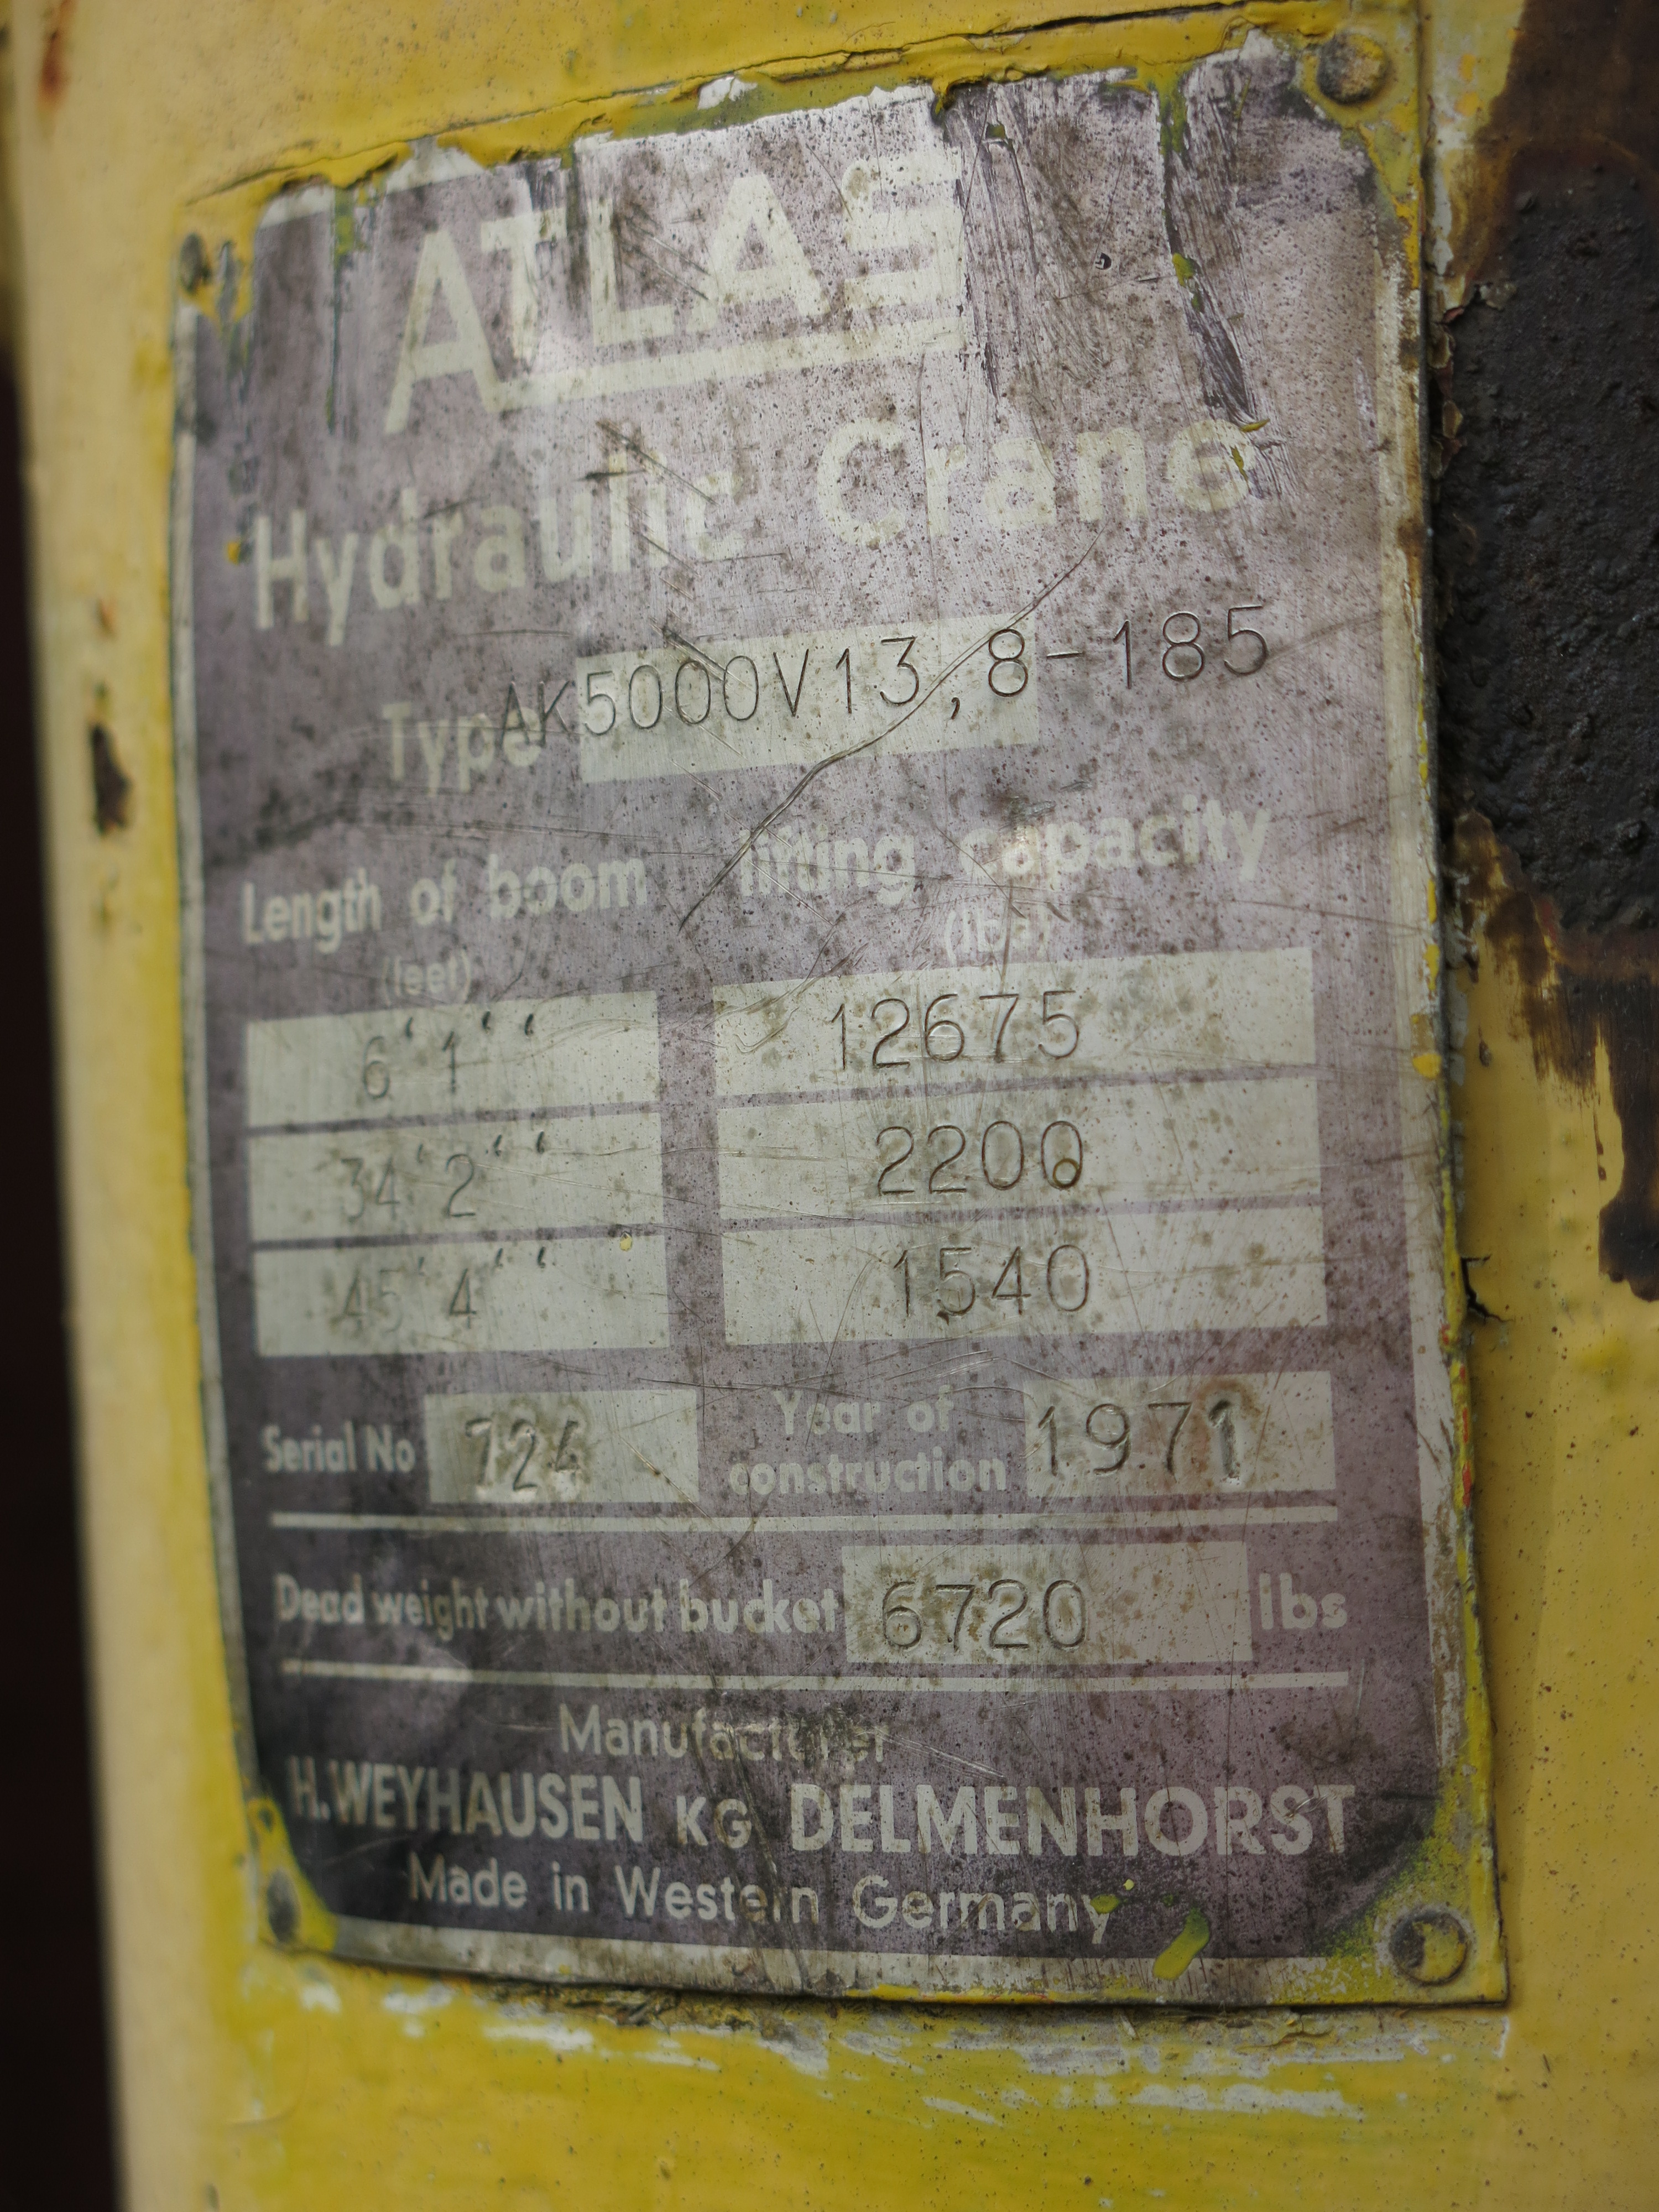 ATLAS
Hydraulic Crane
Type AK5000V13,8-185
Length of boom lifting capacity
(feet) (lbs)
6‘1‘‘ 12675
34‘2‘‘ 2200
45‘4‘‘ 1540
Serial No 724 Year of construction 1971
Dead weight without bucket 6720 lbs
Manufacturer
H.WEYHAUSEN KG DELMENHORST
Made in Western Germany